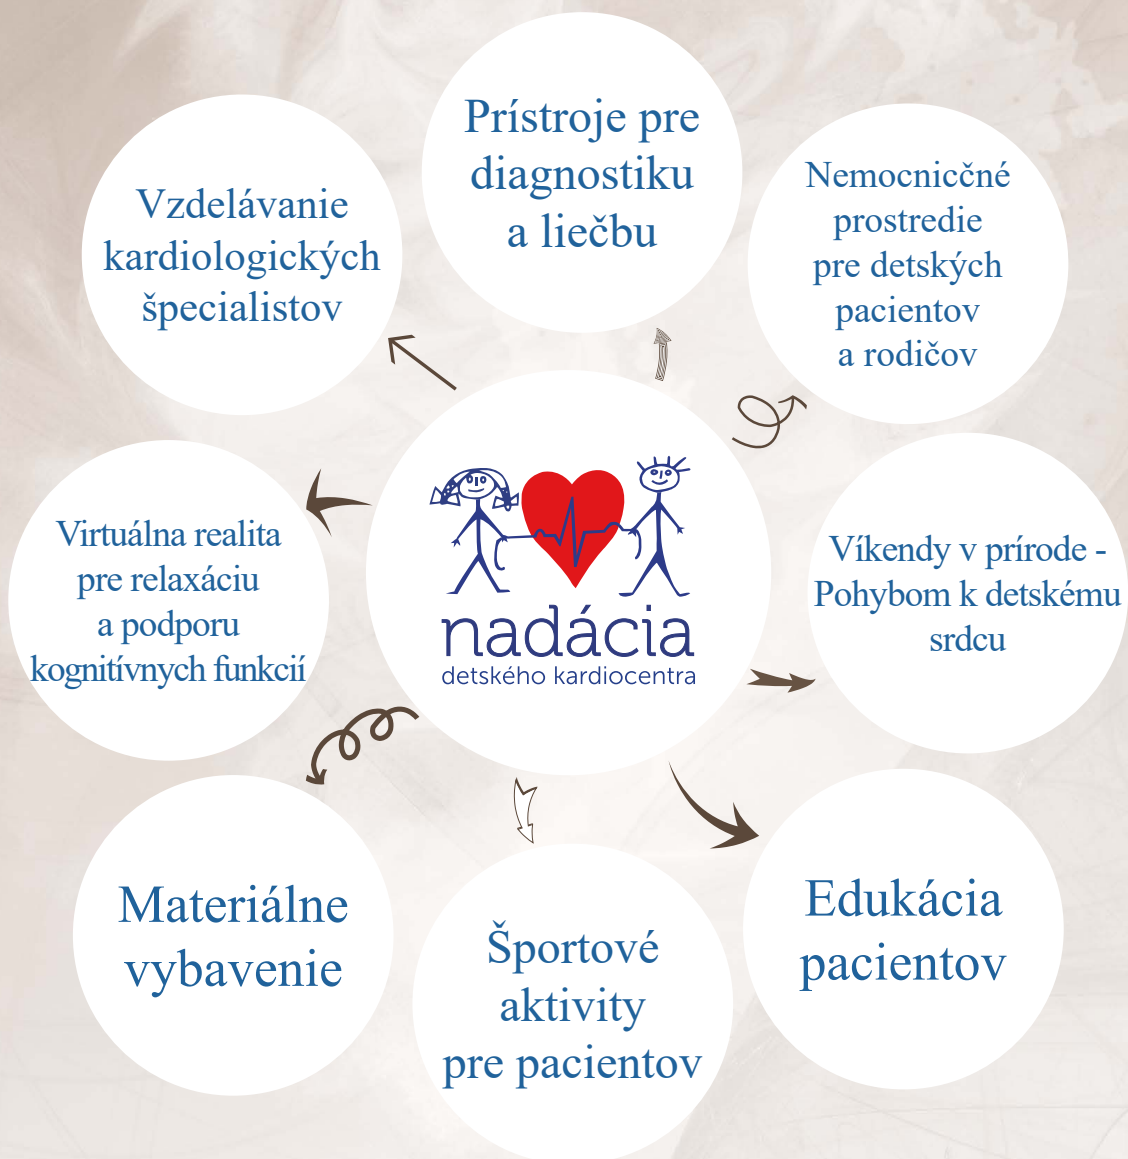 Prístroje pre
diagnostiku
a liečbu
Vzdelávanie
kardiologických
špecialistov
Nemocnicčné
prostredie
pre detských
pacientov
a rodičov
Virtuálna realita
pre relaxáciu
a podporu
kognitívnych funkcií
nadácia
detského kardiocentra
Víkendy v prírode -
Pohybom k detskému
srdcu
Materiálne
vybavenie
Športové
aktivity
pre pacientov
Edukácia
pacientov